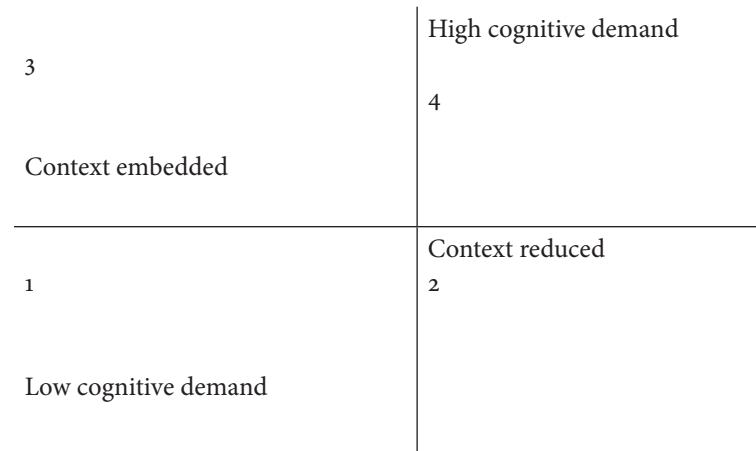 High cognitive demand
3
4
Context embedded
Context reduced
1
2
Low cognitive demand